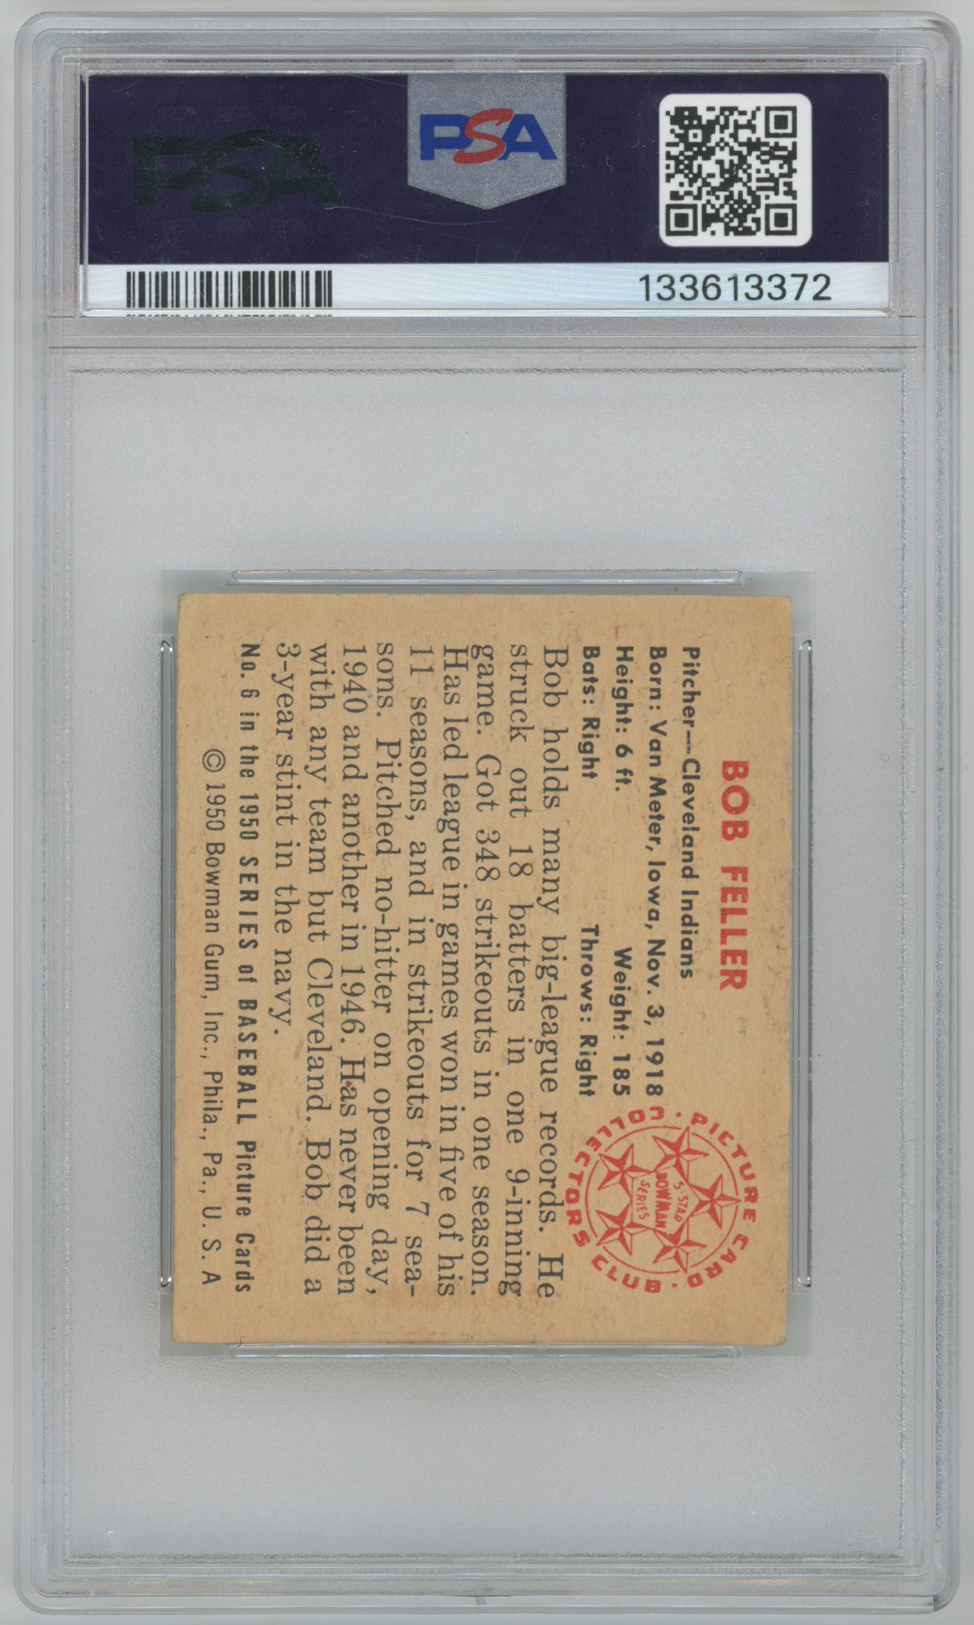 PSA
PSA
133613372
BOB FELLER
Pitcher—Cleveland Indians
Born: Van Meter, Iowa, Nov. 3, 1918
Height: 6 ft. Weight: 185
Bats: Right Throws: Right
Bob holds many big-league records. He
struck out 18 batters in one 9-inning
game. Got 348 strikeouts in one season.
Has led league in games won in five of his
11 seasons, and in strikeouts for 7 sea-
sons. Pitched no-hitter on opening day,
1940 and another in 1946. Has never been
with any team but Cleveland. Bob did a
3-year stint in the navy.
No. 6 in the 1950 SERIES of BASEBALL Picture Cards
© 1950 Bowman Gum, Inc., Phila., Pa., U. S. A
· PICTURE CARD ·
COLLECTORS CLUB
5-STAR
BOWMAN
SERIES